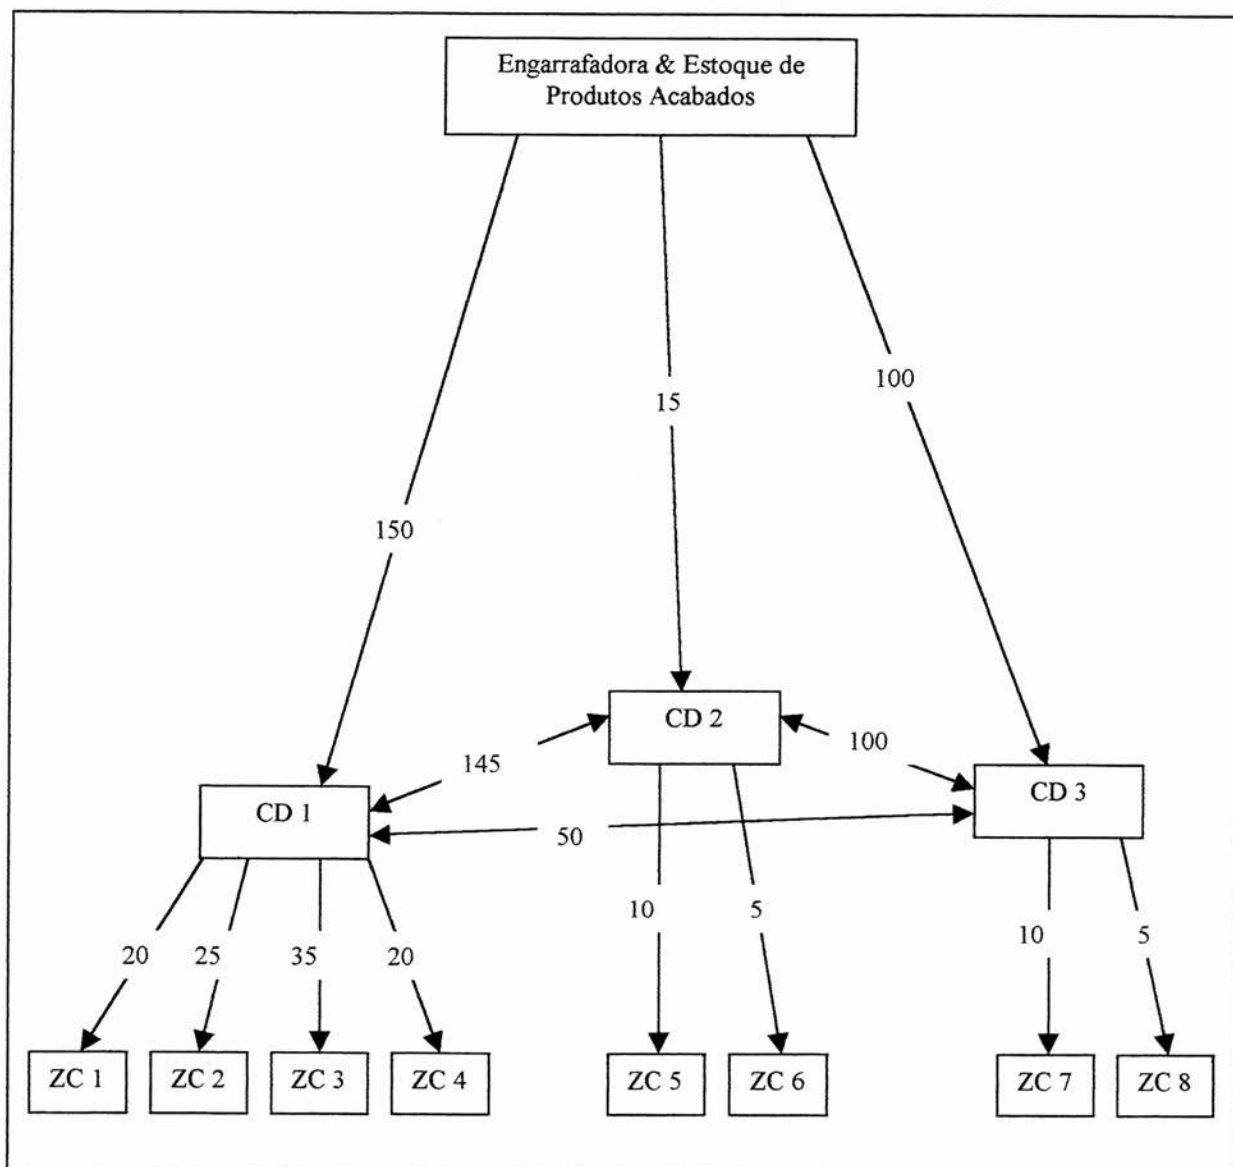 Engarrafadora & Estoque de
Produtos Acabados
100
15
150
CD 2
100
145
CD 3
CD 1
50
10
5
10
5
20
25
35
20
ZC 1
ZC 2
ZC 3
ZC 4
ZC 5
ZC 6
ZC 7
ZC 8